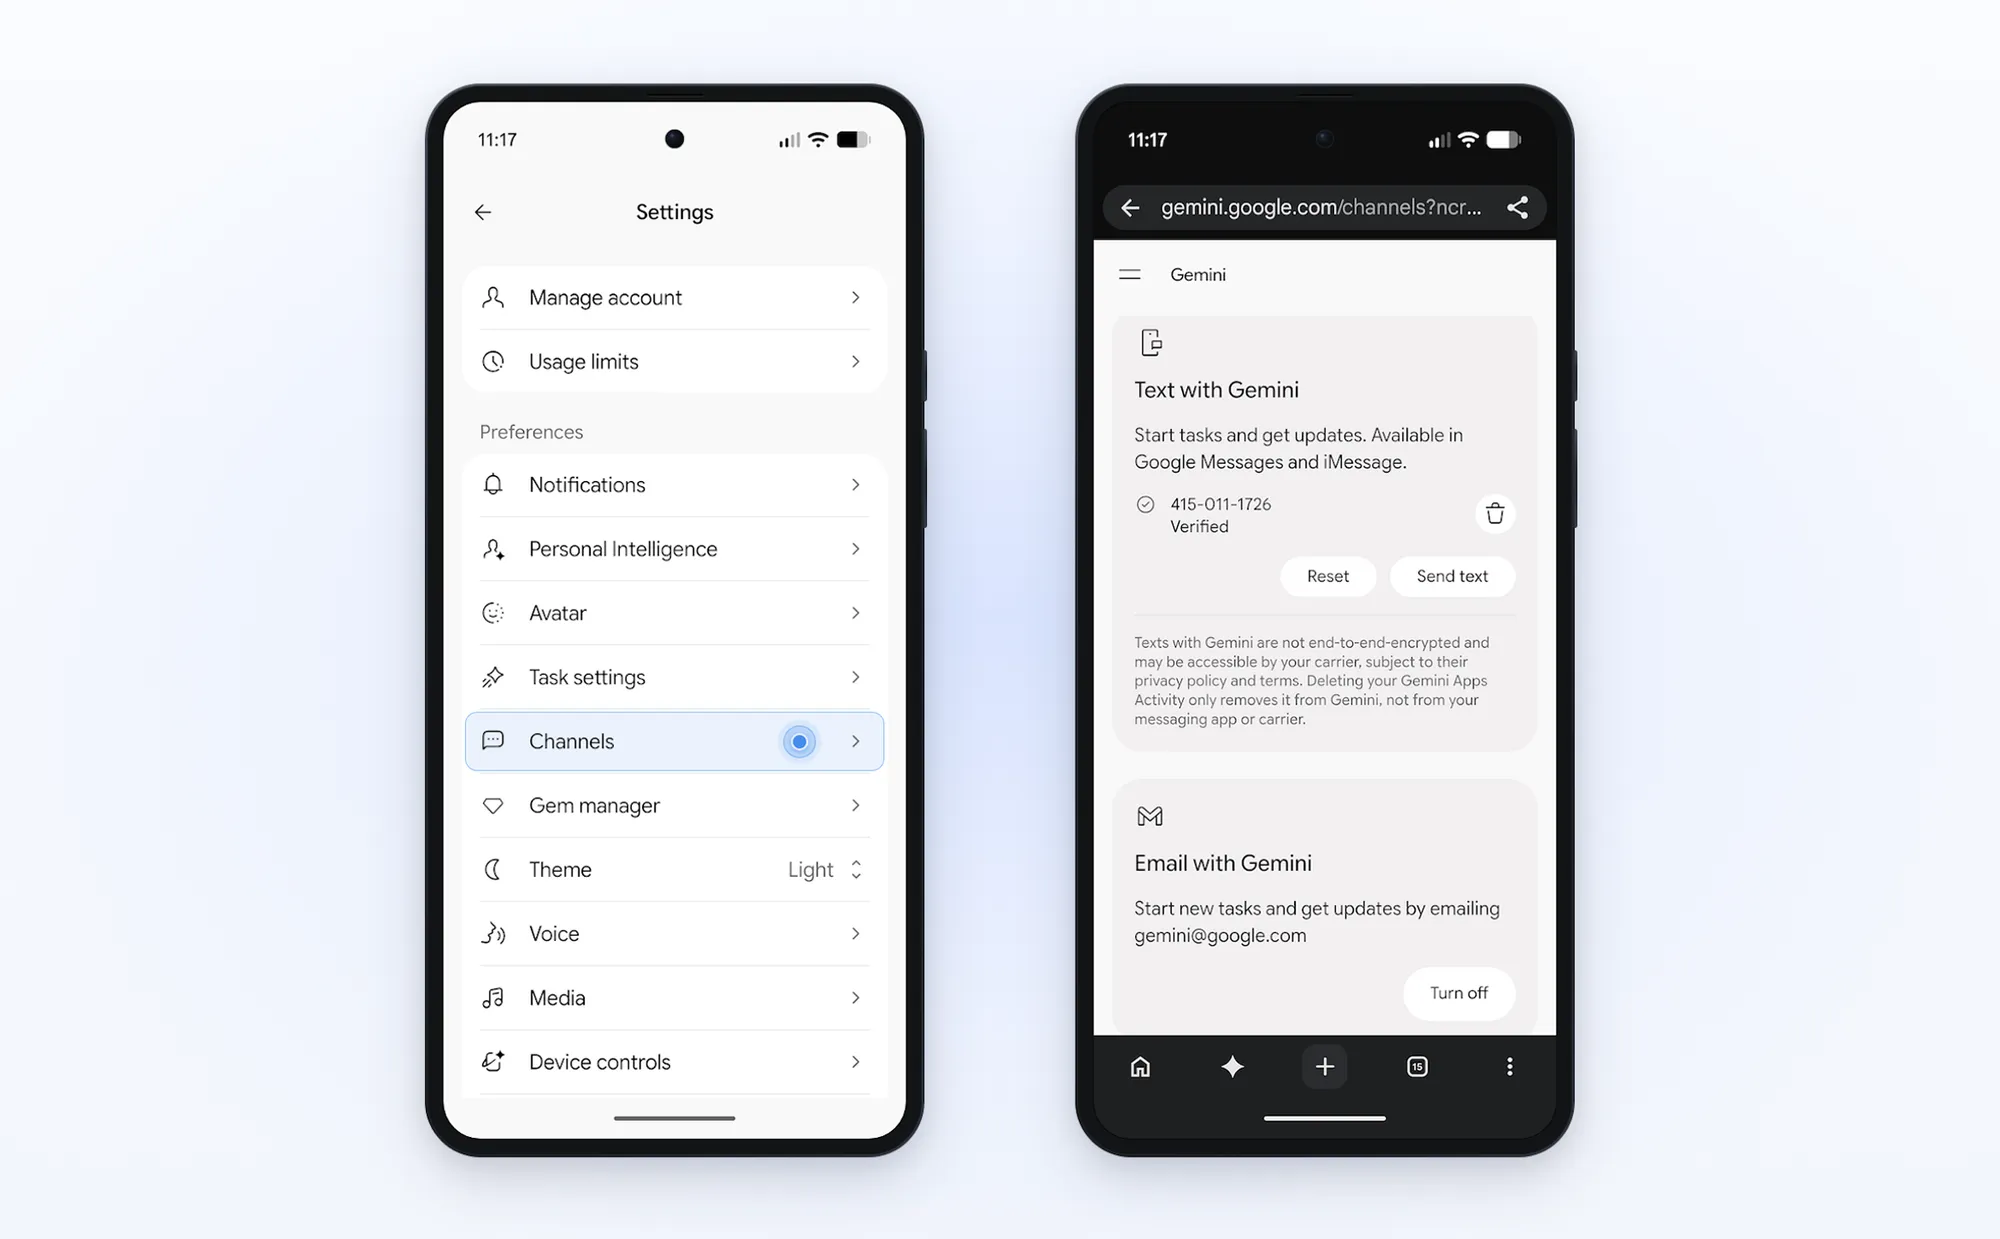 11:17
Settings
Manage account
Usage limits
Preferences
Notifications
Personal Intelligence
Avatar
Task settings
Channels
Gem manager
Theme
Light
Voice
Media
Device controls
11:17
gemini.google.com/channels?ncr...
Gemini
Text with Gemini
Start tasks and get updates. Available in
Google Messages and iMessage.
415-011-1726
Verified
Reset
Send text
Texts with Gemini are not end-to-end-encrypted and
may be accessible by your carrier, subject to their
privacy policy and terms. Deleting your Gemini Apps
Activity only removes it from Gemini, not from your
messaging app or carrier.
Email with Gemini
Start new tasks and get updates by emailing
gemini@google.com
Turn off
15